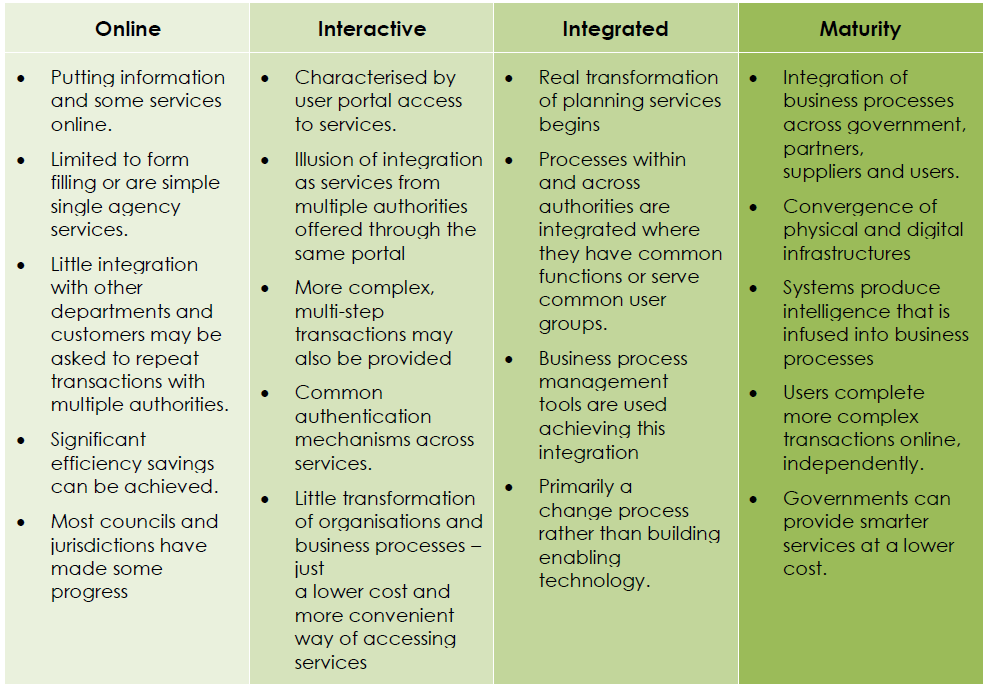 Online
• Putting information
and some services
online.
• Limited to form
filling or are simple
single agency
services.
• Little integration
with other
departments and
customers may be
asked to repeat
transactions with
multiple authorities.
• Significant
efficiency savings
can be achieved.
• Most councils and
jurisdictions have
made some
progress
Interactive
• Characterised by
user portal access
to services.
• Illusion of integration
as services from
multiple authorities
offered through the
same portal
• More complex,
multi-step
transactions may
also be provided
• Common
authentication
mechanisms across
services.
• Little transformation
of organisations and
business processes –
just
a lower cost and
more convenient
way of accessing
services
Integrated
• Real transformation
of planning services
begins
• Processes within
and across
authorities are
integrated where
they have common
functions or serve
common user
groups.
• Business process
management
tools are used
achieving this
integration
• Primarily a
change process
rather than building
enabling
technology.
Maturity
• Integration of
business processes
across government,
partners,
suppliers and users.
• Convergence of
physical and digital
infrastructures
• Systems produce
intelligence that is
infused into business
processes
• Users complete
more complex
transactions online,
independently.
• Governments can
provide smarter
services at a lower
cost.